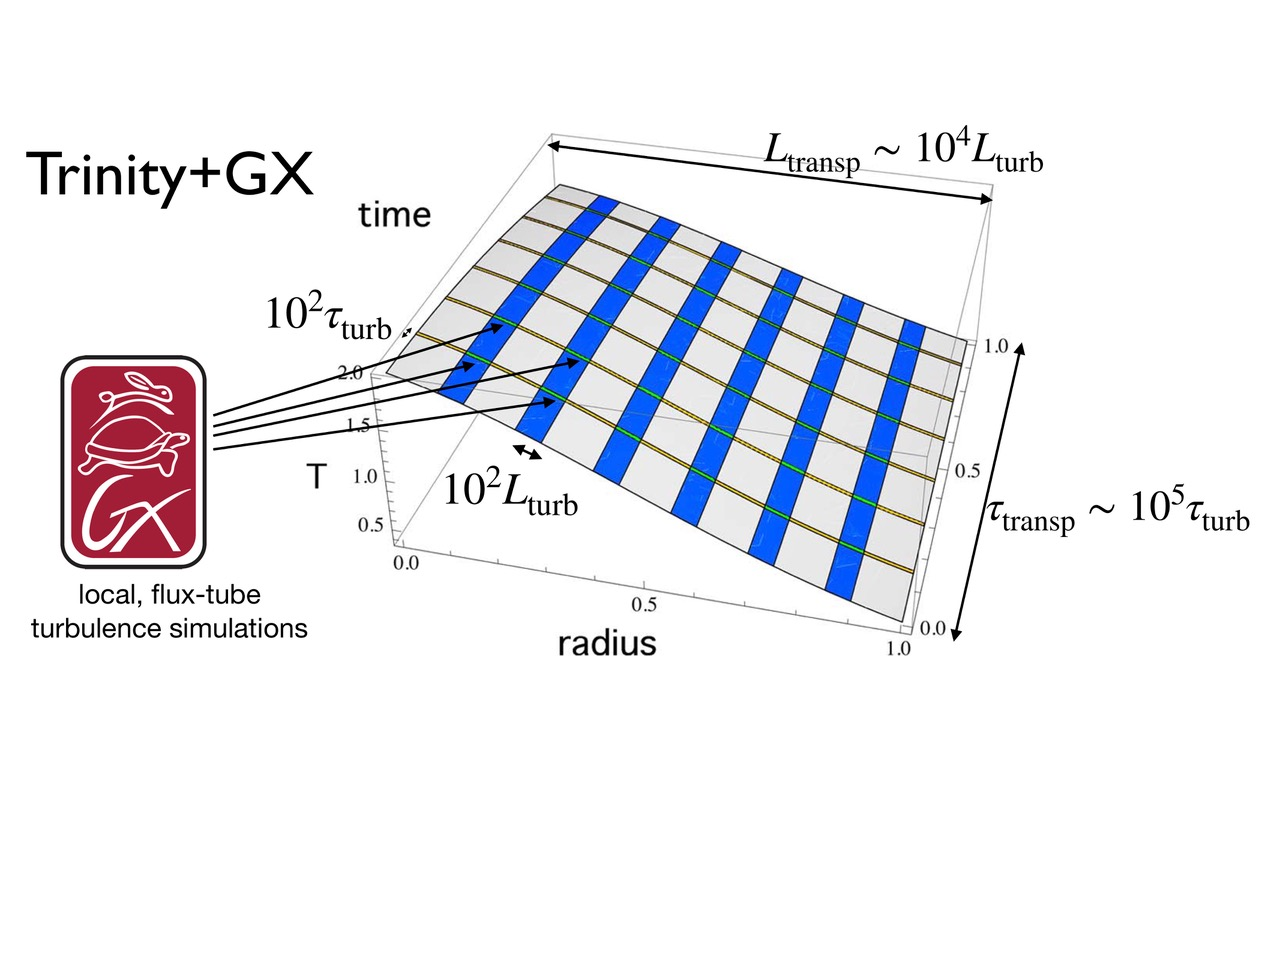 Trinity+GX
time
L_transp ∼ 10^4 L_turb
10^2 τ_turb
2.0
1.5
T
1.0
0.5
10^2 L_turb
1.0
0.5
0.0
τ_transp ∼ 10^5 τ_turb
GX
0.0
0.5
1.0
radius
local, flux-tube
turbulence simulations